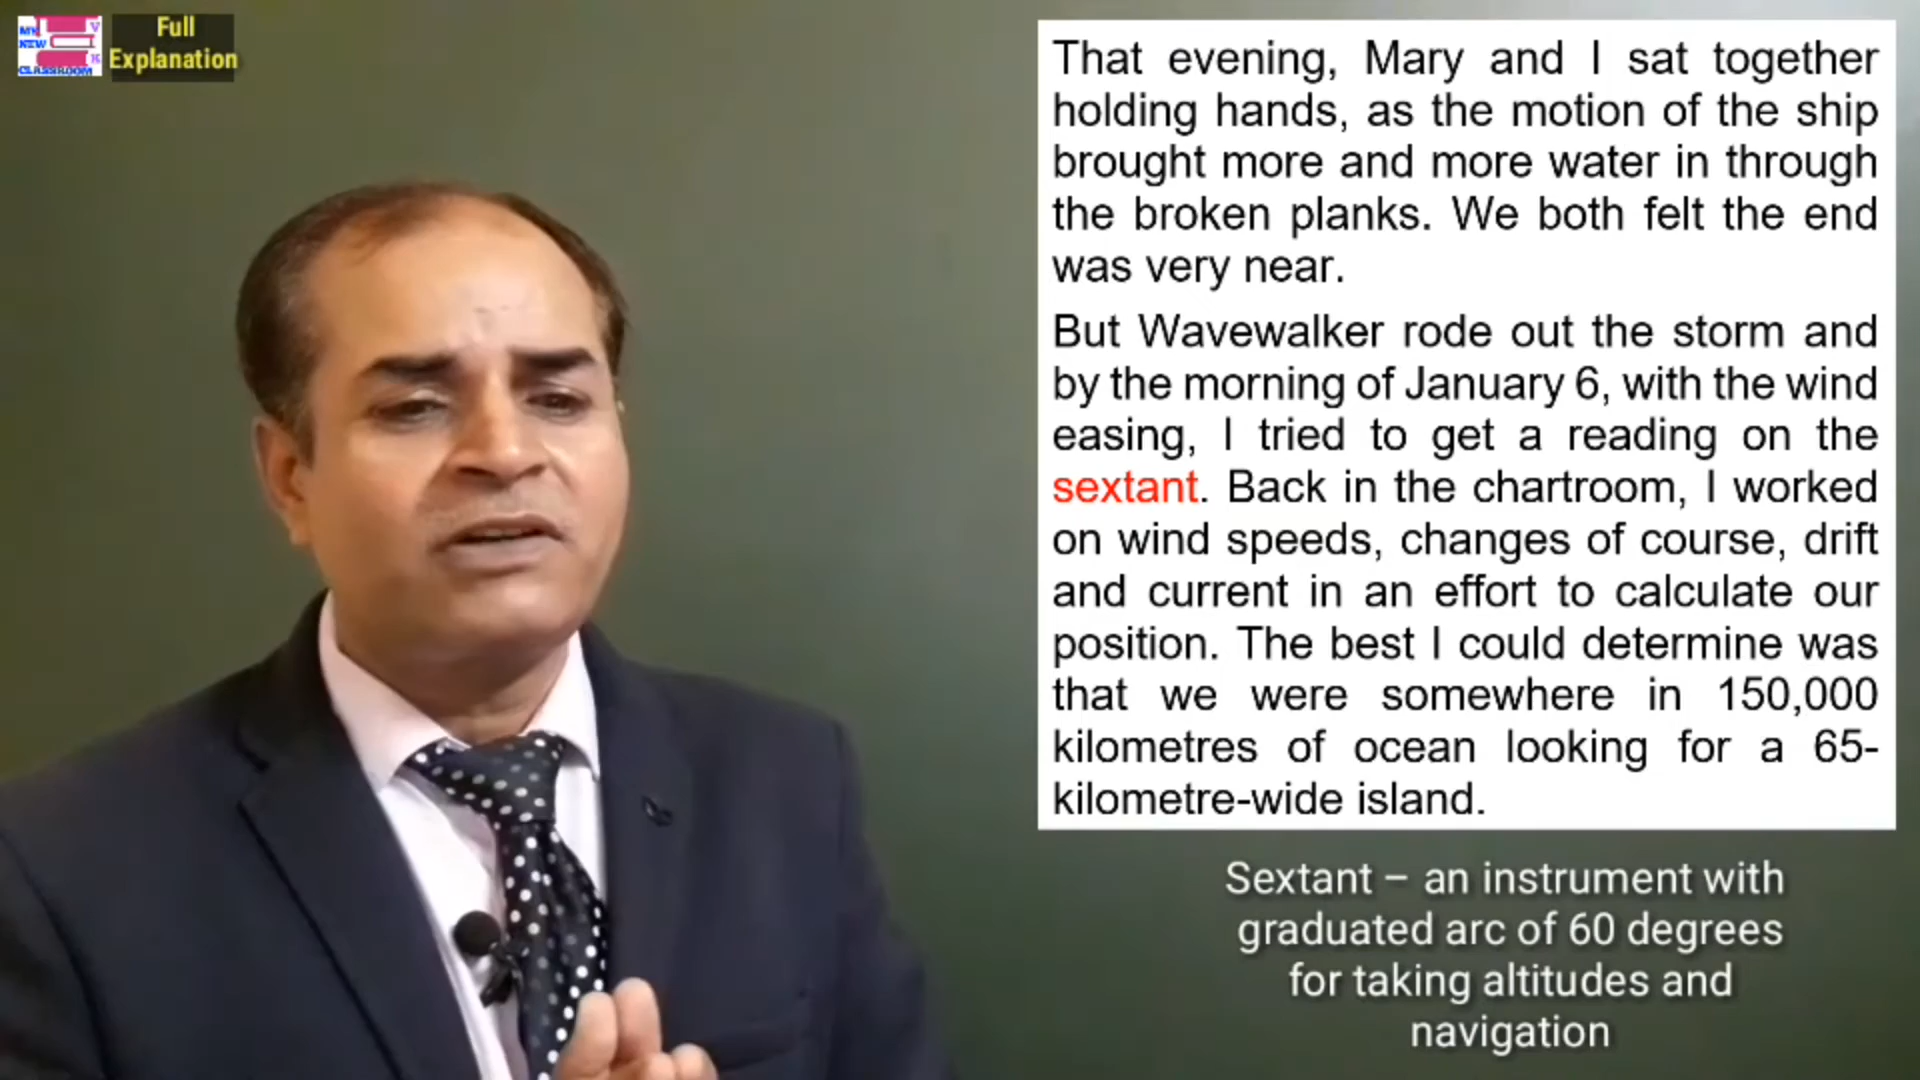 MY
NEW
CLASSROOM
V
K
Full
Explanation
That evening, Mary and I sat together
holding hands, as the motion of the ship
brought more and more water in through
the broken planks. We both felt the end
was very near.
But Wavewalker rode out the storm and
by the morning of January 6, with the wind
easing, I tried to get a reading on the
sextant. Back in the chartroom, I worked
on wind speeds, changes of course, drift
and current in an effort to calculate our
position. The best I could determine was
that we were somewhere in 150,000
kilometres of ocean looking for a 65-
kilometre-wide island.
Sextant – an instrument with
graduated arc of 60 degrees
for taking altitudes and
navigation